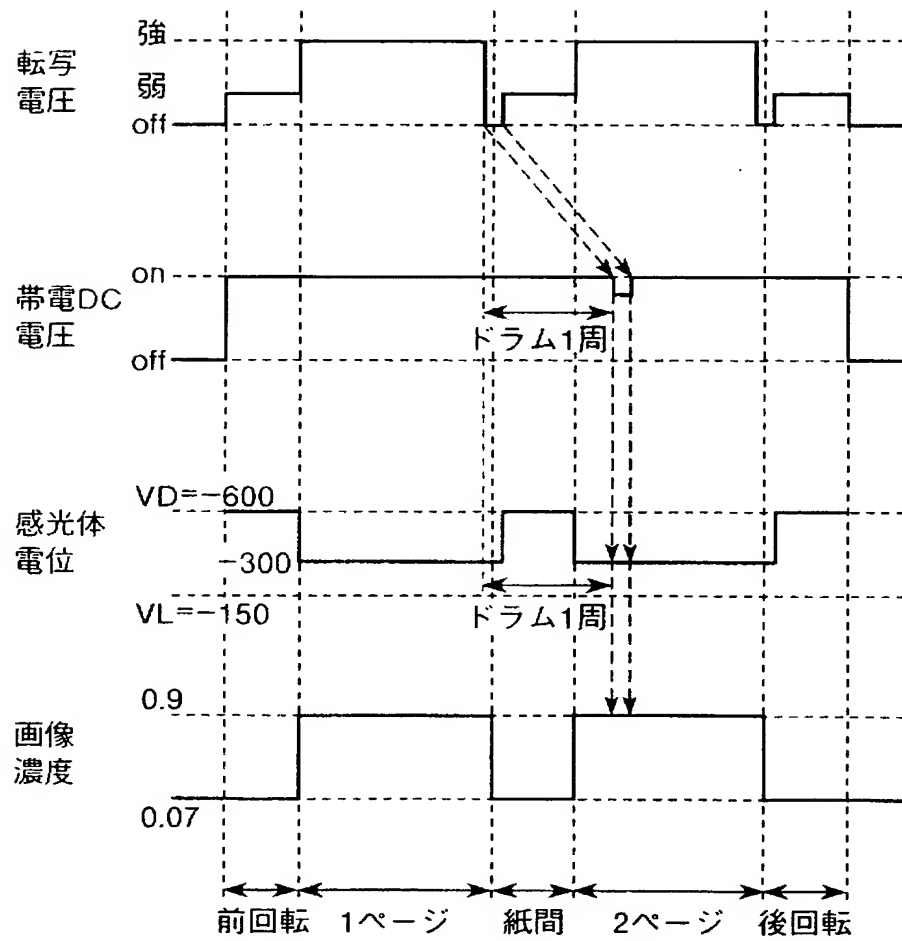 強
転写
電圧
弱
off
on
帯電DC
電圧
ドラム1周
off
VD=-600
感光体
電位
-300
VL=-150
ドラム1周
0.9
画像
濃度
0.07
前回転 1ページ 紙間 2ページ 後回転